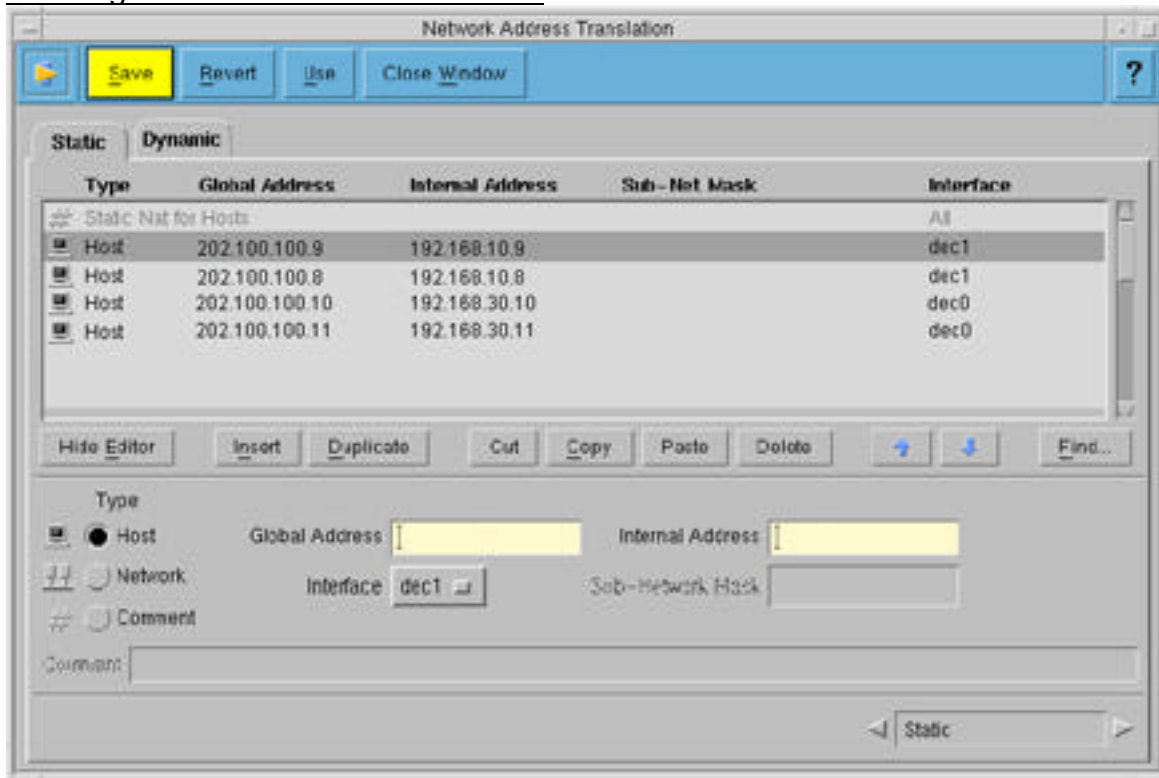 Network Address Translation
Save Revert Use Close Window ?
Static Dynamic
Type Global Address Internal Address Sub-Net Mask Interface
# Static Nat for Hosts All
Host 202.100.100.9 192.168.10.9 dec1
Host 202.100.100.8 192.168.10.8 dec1
Host 202.100.100.10 192.168.30.10 dec0
Host 202.100.100.11 192.168.30.11 dec0
Hide Editor Insert Duplicate Cut Copy Paste Delete Find...
Type
Host Global Address Internal Address
Network Interface dec1 Sub-Network Mask
# Comment
Comment
Static